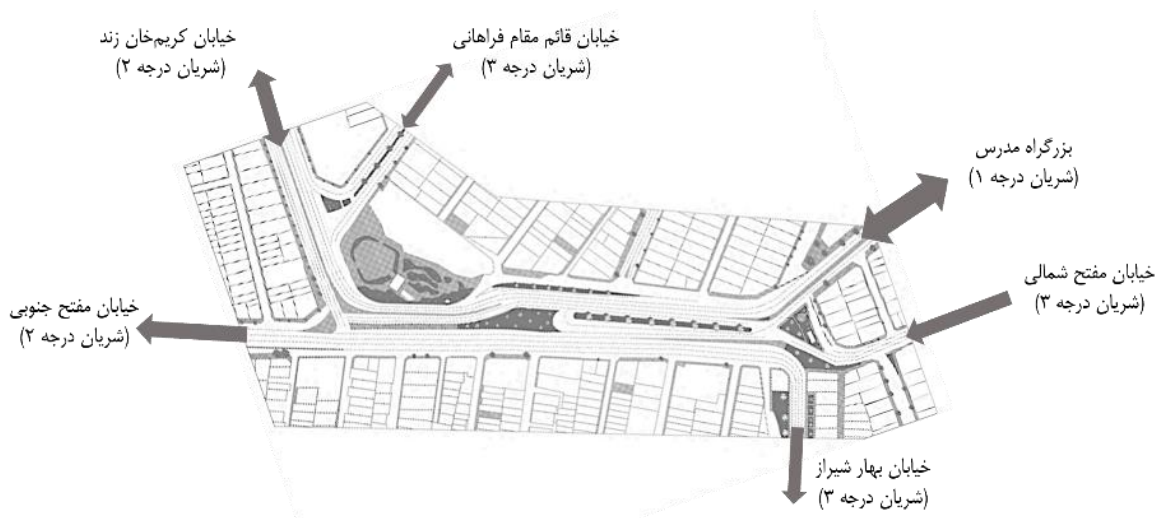 خیابان کریم‌خان زند
(شریان درجه ۲)
خیابان قائم مقام فراهانی
(شریان درجه ۳)
بزرگراه مدرس
(شریان درجه ۱)
خیابان مفتح شمالی
(شریان درجه ۳)
خیابان مفتح جنوبی
(شریان درجه ۲)
خیابان بهار شیراز
(شریان درجه ۳)